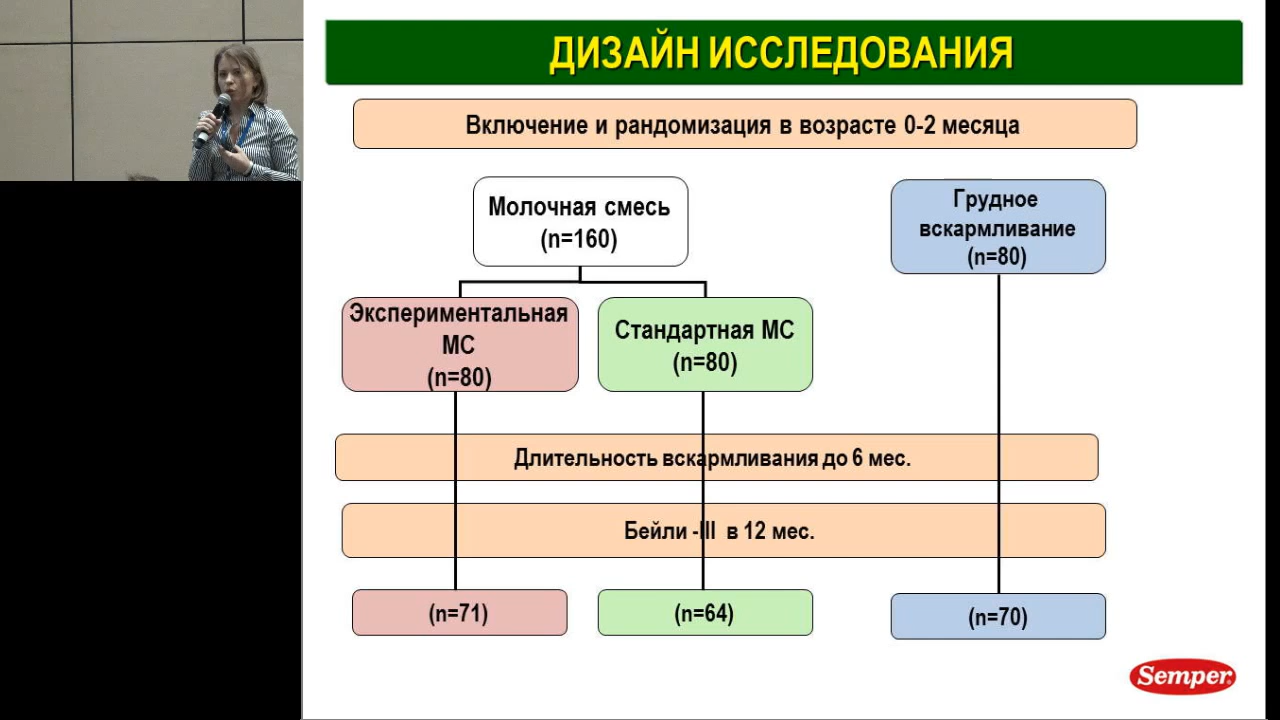 ДИЗАЙН ИССЛЕДОВАНИЯ
Включение и рандомизация в возрасте 0-2 месяца
Молочная смесь
(n=160)
Грудное
вскармливание
(n=80)
Экспериментальная
МС
(n=80)
Стандартная МС
(n=80)
Длительность вскармливания до 6 мес.
Бейли -III в 12 мес.
(n=71)
(n=64)
(n=70)
Semper